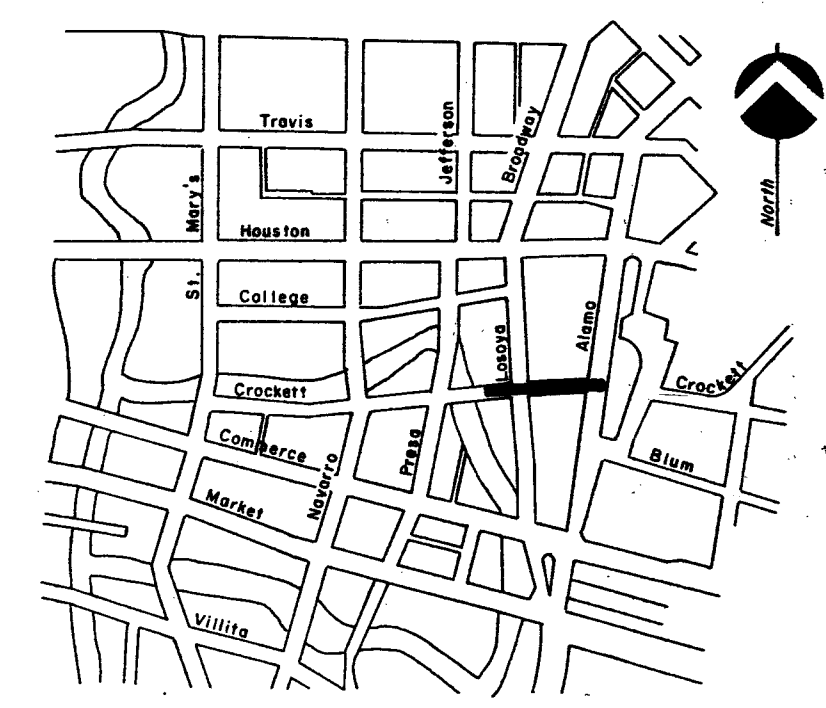 Travis
Jefferson
Broadway
North
St. Mary's
Houston
College
Losoya
Alamo
Crockett
Crockett
Commerce
Presa
Navarro
Blum
Market
Villita